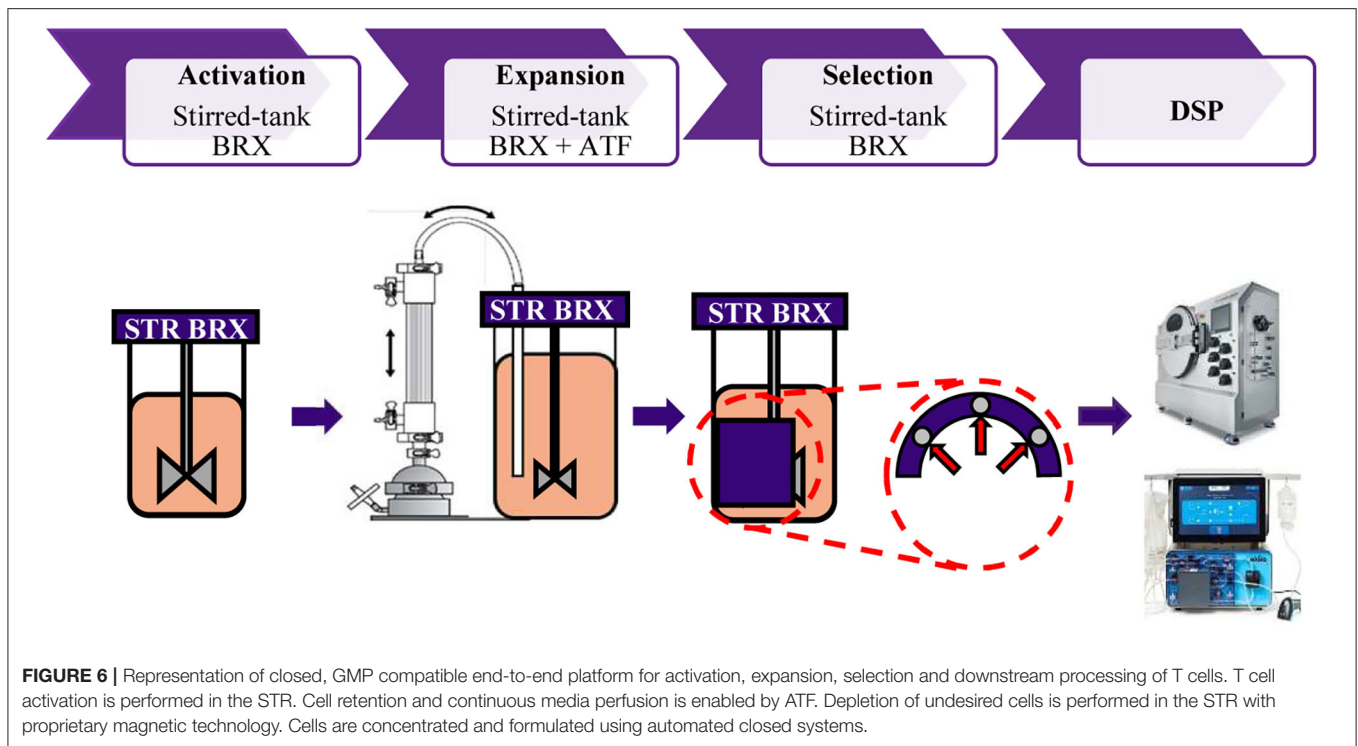 Activation
Stirred-tank
BRX
Expansion
Stirred-tank
BRX + ATF
Selection
Stirred-tank
BRX
DSP
STR BRX
STR BRX
STR BRX
FIGURE 6 | Representation of closed, GMP compatible end-to-end platform for activation, expansion, selection and downstream processing of T cells. T cell
activation is performed in the STR. Cell retention and continuous media perfusion is enabled by ATF. Depletion of undesired cells is performed in the STR with
proprietary magnetic technology. Cells are concentrated and formulated using automated closed systems.